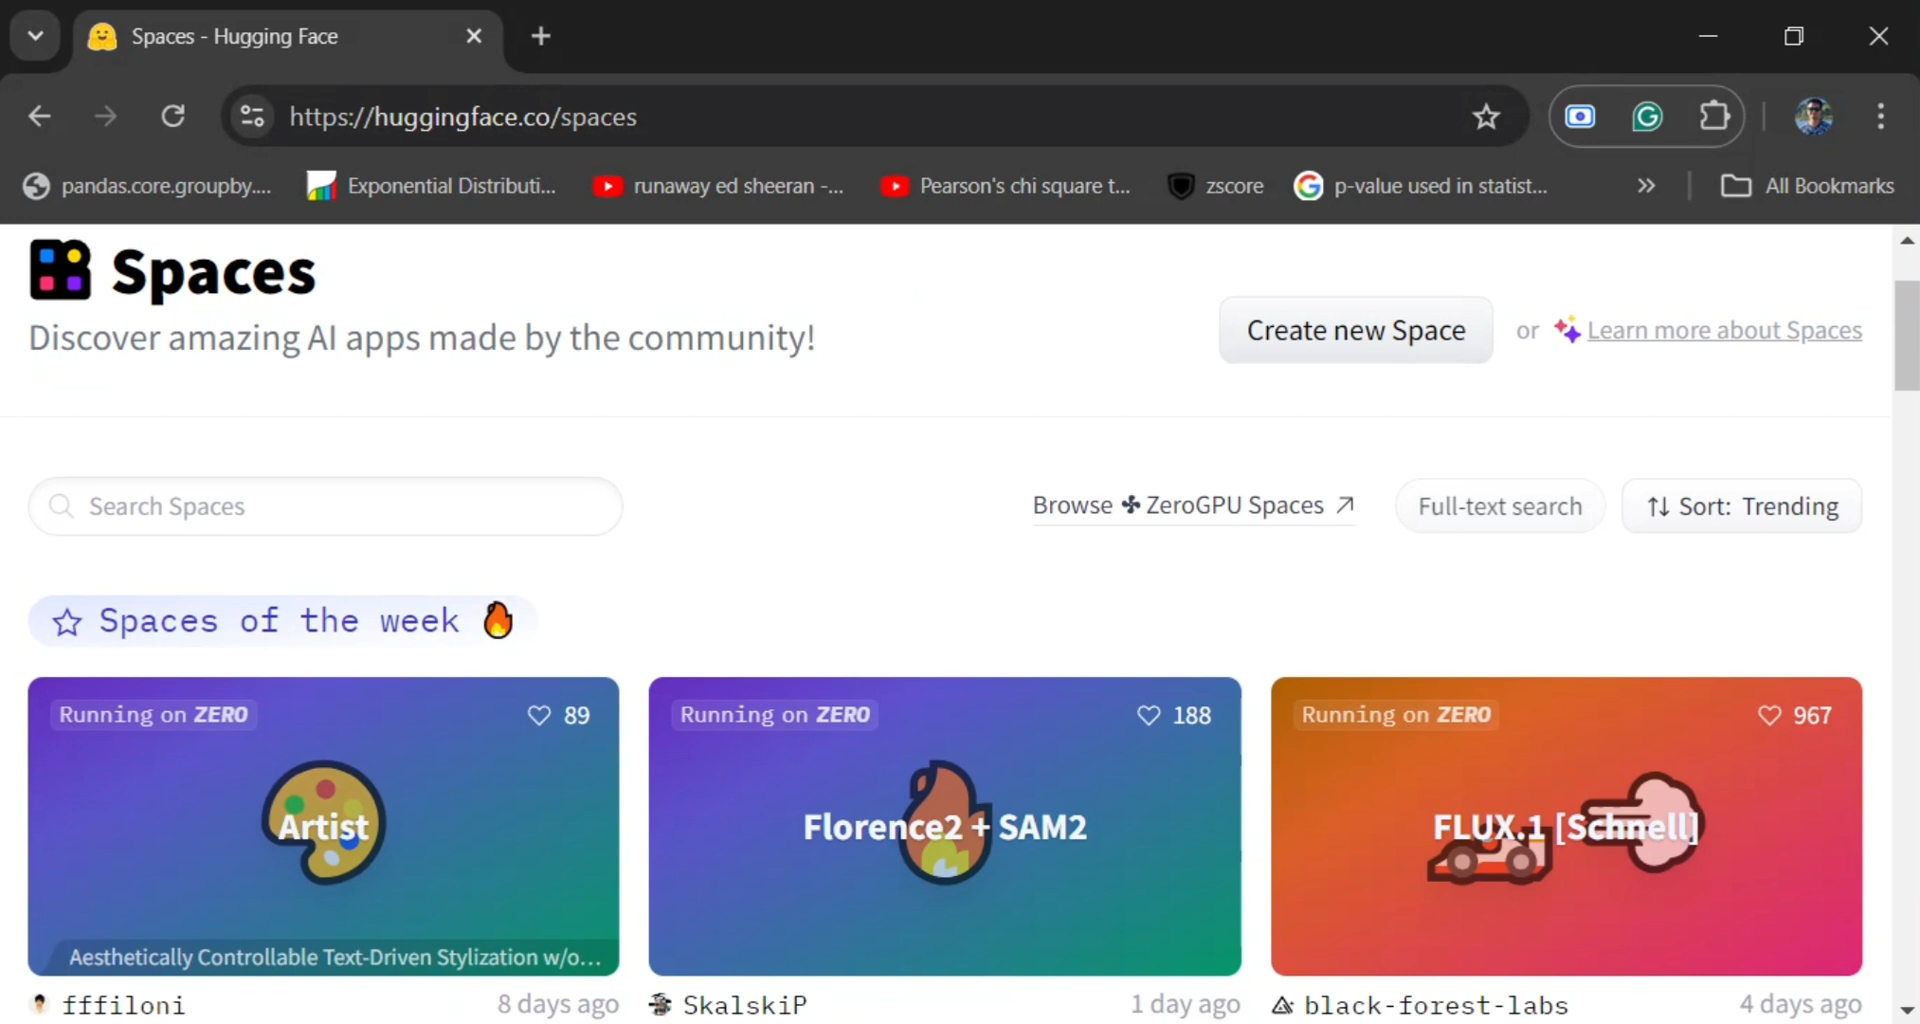 Spaces - Hugging Face
https://huggingface.co/spaces
pandas.core.groupby.... Exponential Distributi... runaway ed sheeran -... Pearson's chi square t... zscore p-value used in statist... All Bookmarks
Spaces
Discover amazing AI apps made by the community!
Create new Space or Learn more about Spaces
Search Spaces
Browse ZeroGPU Spaces Full-text search Sort: Trending
Spaces of the week
Running on ZERO 89
Artist
Aesthetically Controllable Text-Driven Stylization w/o...
fffiloni 8 days ago
Running on ZERO 188
Florence2 + SAM2
SkalskiP 1 day ago
Running on ZERO 967
FLUX.1 [Schnell]
black-forest-labs 4 days ago